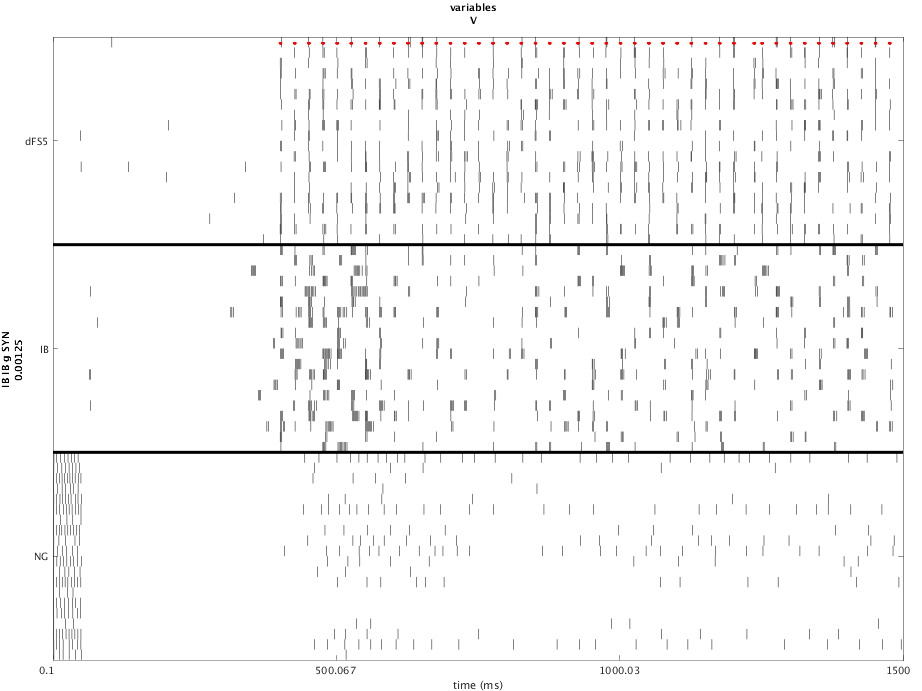 variables
V
dFS5
IB
NG
IB IB g SYN
0.00125
0.1
500.067
1000.03
1500
time (ms)